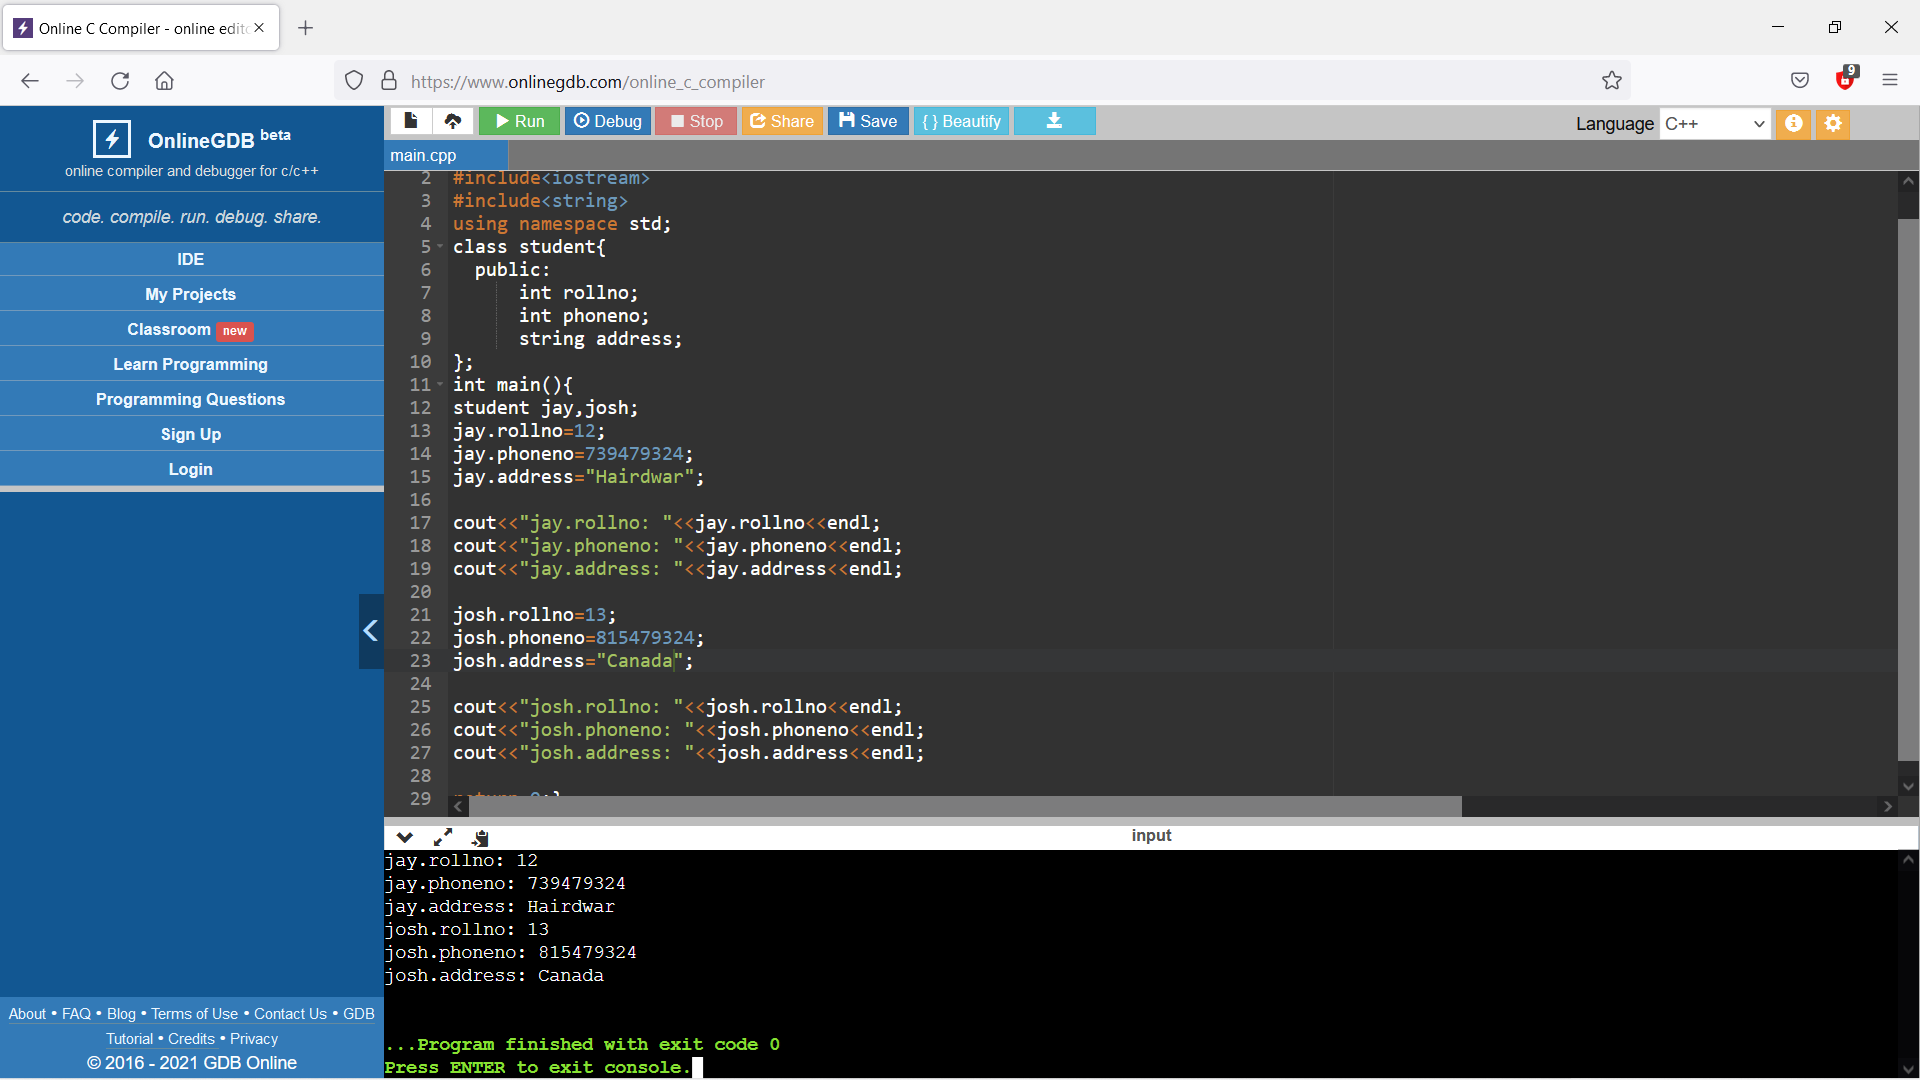 Online C Compiler - online edito
https://www.onlinegdb.com/online_c_compiler
9
OnlineGDB beta
online compiler and debugger for c/c++
code. compile. run. debug. share.
IDE
My Projects
Classroom new
Learn Programming
Programming Questions
Sign Up
Login
About • FAQ • Blog • Terms of Use • Contact Us • GDB
Tutorial • Credits • Privacy
© 2016 - 2021 GDB Online
Run Debug Stop Share Save { } Beautify
Language C++
main.cpp
2 #include<iostream>
3 #include<string>
4 using namespace std;
5 class student{
6 public:
7 int rollno;
8 int phoneno;
9 string address;
10 };
11 int main(){
12 student jay,josh;
13 jay.rollno=12;
14 jay.phoneno=739479324;
15 jay.address="Hairdwar";
16
17 cout<<"jay.rollno: "<<jay.rollno<<endl;
18 cout<<"jay.phoneno: "<<jay.phoneno<<endl;
19 cout<<"jay.address: "<<jay.address<<endl;
20
21 josh.rollno=13;
22 josh.phoneno=815479324;
23 josh.address="Canada";
24
25 cout<<"josh.rollno: "<<josh.rollno<<endl;
26 cout<<"josh.phoneno: "<<josh.phoneno<<endl;
27 cout<<"josh.address: "<<josh.address<<endl;
28
29
input
jay.rollno: 12
jay.phoneno: 739479324
jay.address: Hairdwar
josh.rollno: 13
josh.phoneno: 815479324
josh.address: Canada
...Program finished with exit code 0
Press ENTER to exit console.